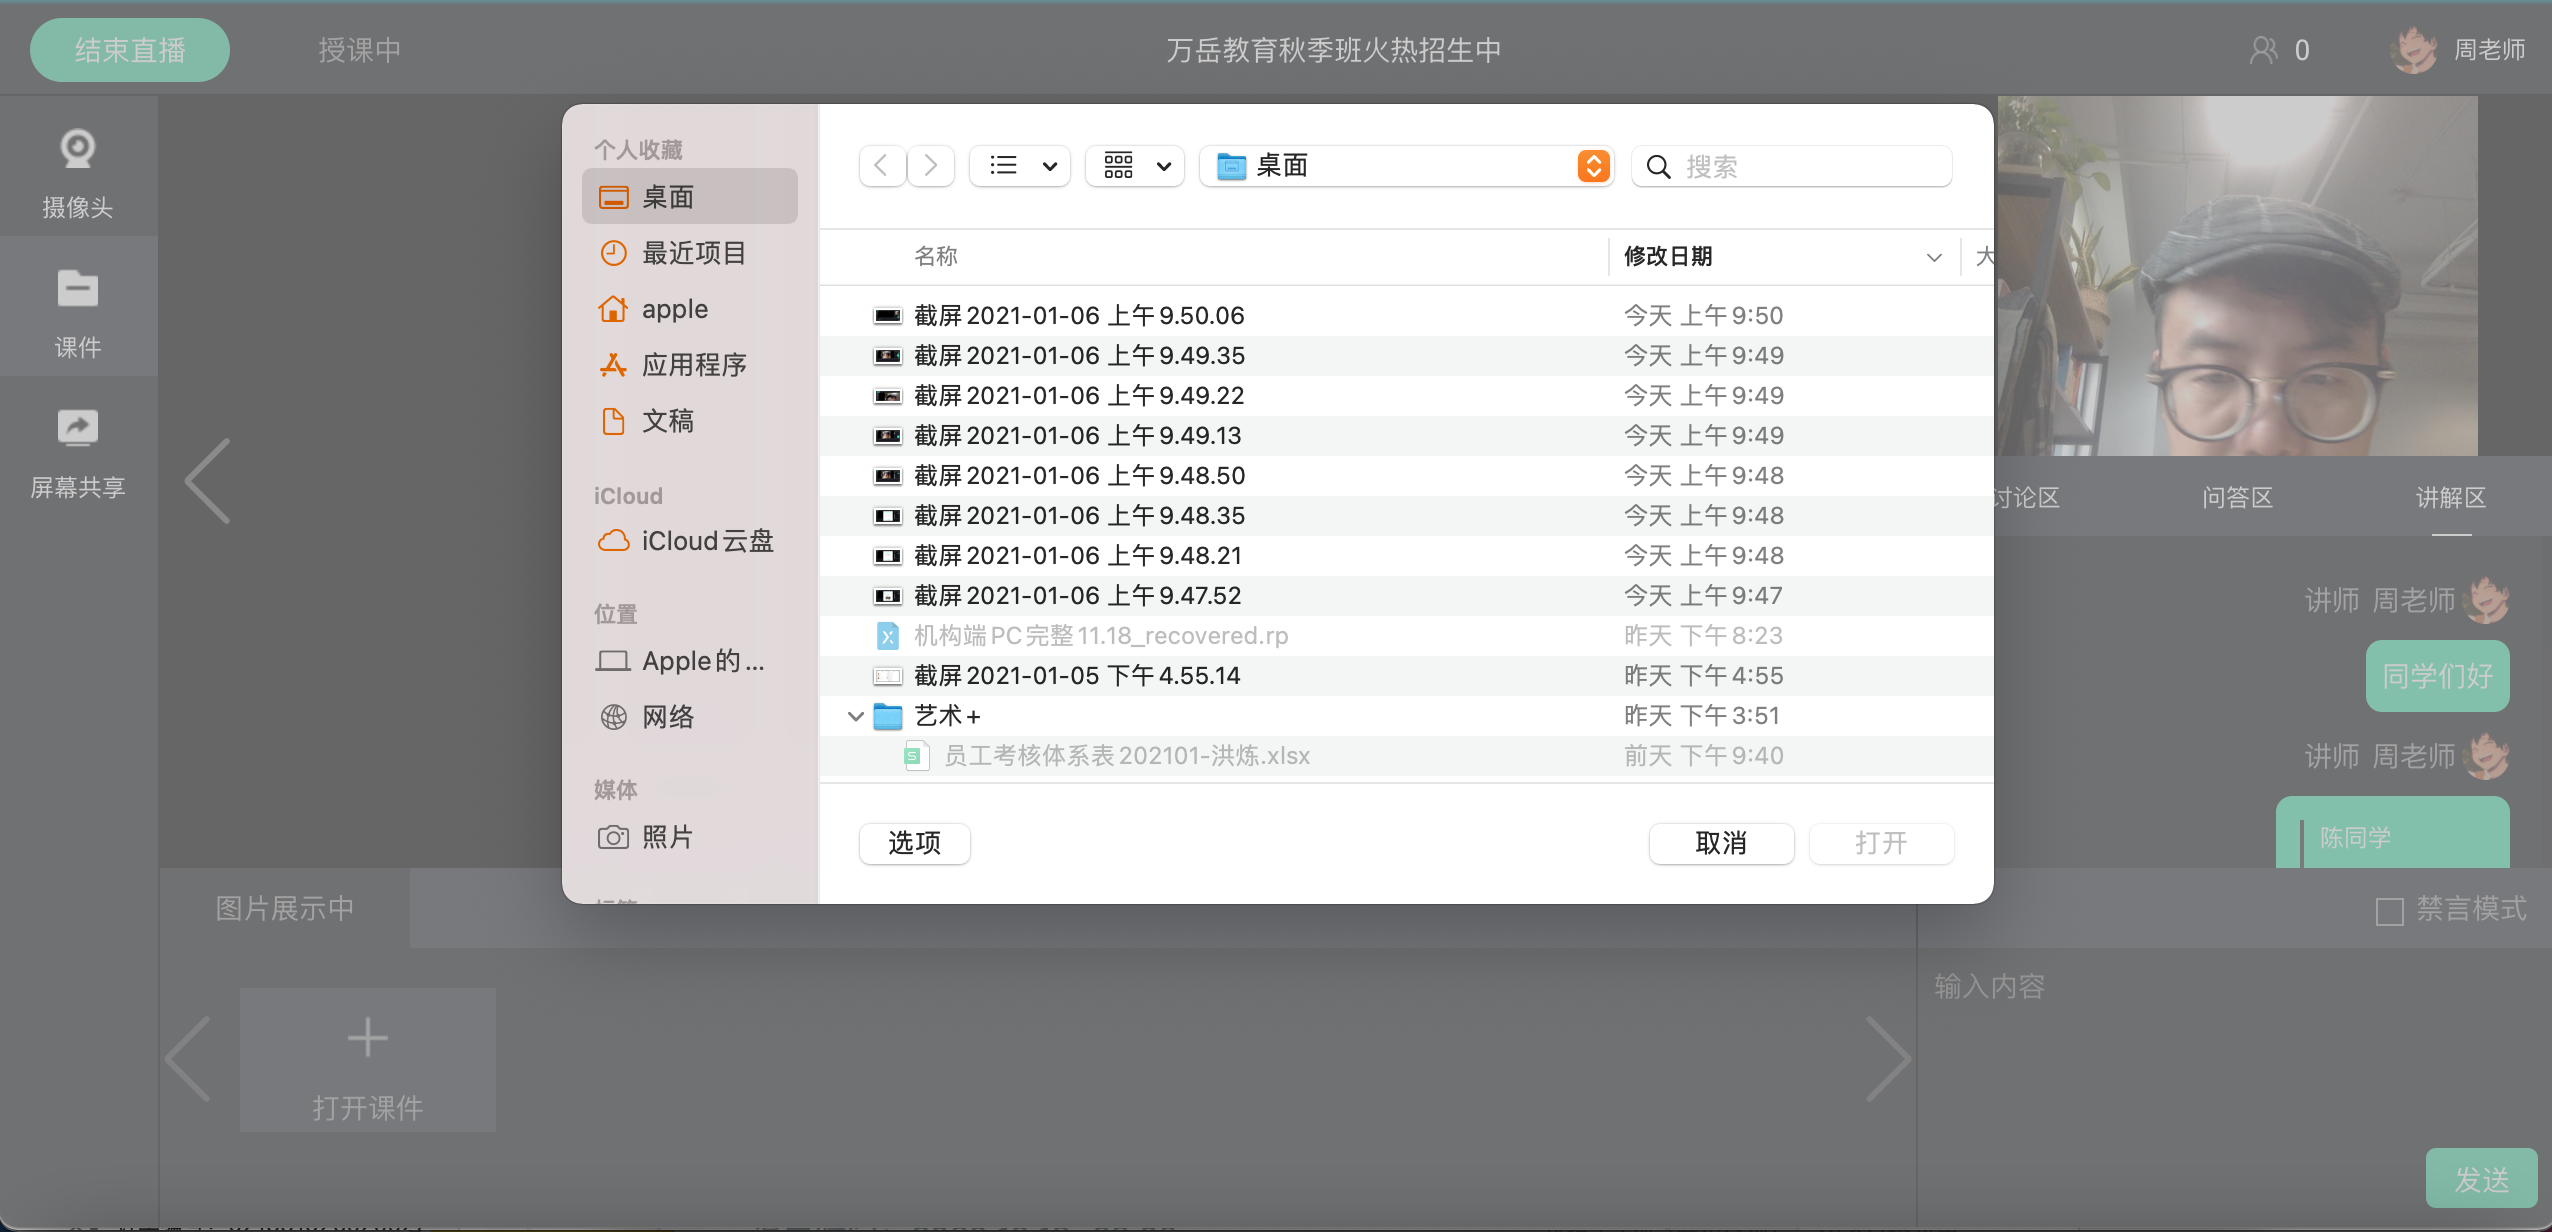 结束直播
授课中
万岳教育秋季班火热招生中
0
周老师
摄像头
课件
屏幕共享
个人收藏
桌面
最近项目
apple
应用程序
文稿
iCloud
iCloud云盘
位置
Apple的...
网络
媒体
照片
桌面
搜索
名称
修改日期
大
截屏2021-01-06 上午9.50.06
今天 上午9:50
截屏2021-01-06 上午9.49.35
今天 上午9:49
截屏2021-01-06 上午9.49.22
今天 上午9:49
截屏2021-01-06 上午9.49.13
今天 上午9:49
截屏2021-01-06 上午9.48.50
今天 上午9:48
截屏2021-01-06 上午9.48.35
今天 上午9:48
截屏2021-01-06 上午9.48.21
今天 上午9:48
截屏2021-01-06 上午9.47.52
今天 上午9:47
机构端PC完整11.18_recovered.rp
昨天 下午8:23
截屏2021-01-05 下午4.55.14
昨天 下午4:55
艺术+
昨天 下午3:51
员工考核体系表202101-洪炼.xlsx
前天 下午9:40
选项
取消
打开
讨论区
问答区
讲解区
讲师 周老师
同学们好
讲师 周老师
陈同学
图片展示中
打开课件
禁言模式
输入内容
发送